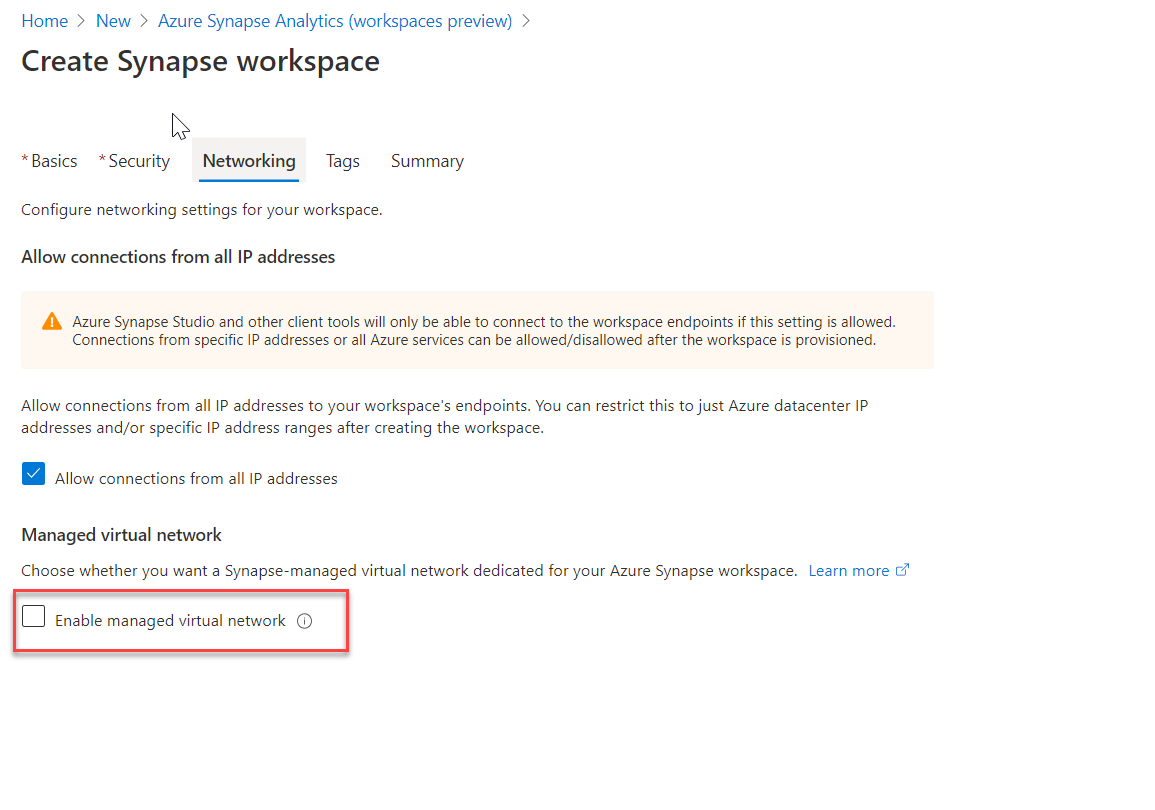 Home > New > Azure Synapse Analytics (workspaces preview) >
Create Synapse workspace
* Basics * Security Networking Tags Summary
Configure networking settings for your workspace.
Allow connections from all IP addresses
Azure Synapse Studio and other client tools will only be able to connect to the workspace endpoints if this setting is allowed.
Connections from specific IP addresses or all Azure services can be allowed/disallowed after the workspace is provisioned.
Allow connections from all IP addresses to your workspace's endpoints. You can restrict this to just Azure datacenter IP
addresses and/or specific IP address ranges after creating the workspace.
Allow connections from all IP addresses
Managed virtual network
Choose whether you want a Synapse-managed virtual network dedicated for your Azure Synapse workspace. Learn more
Enable managed virtual network